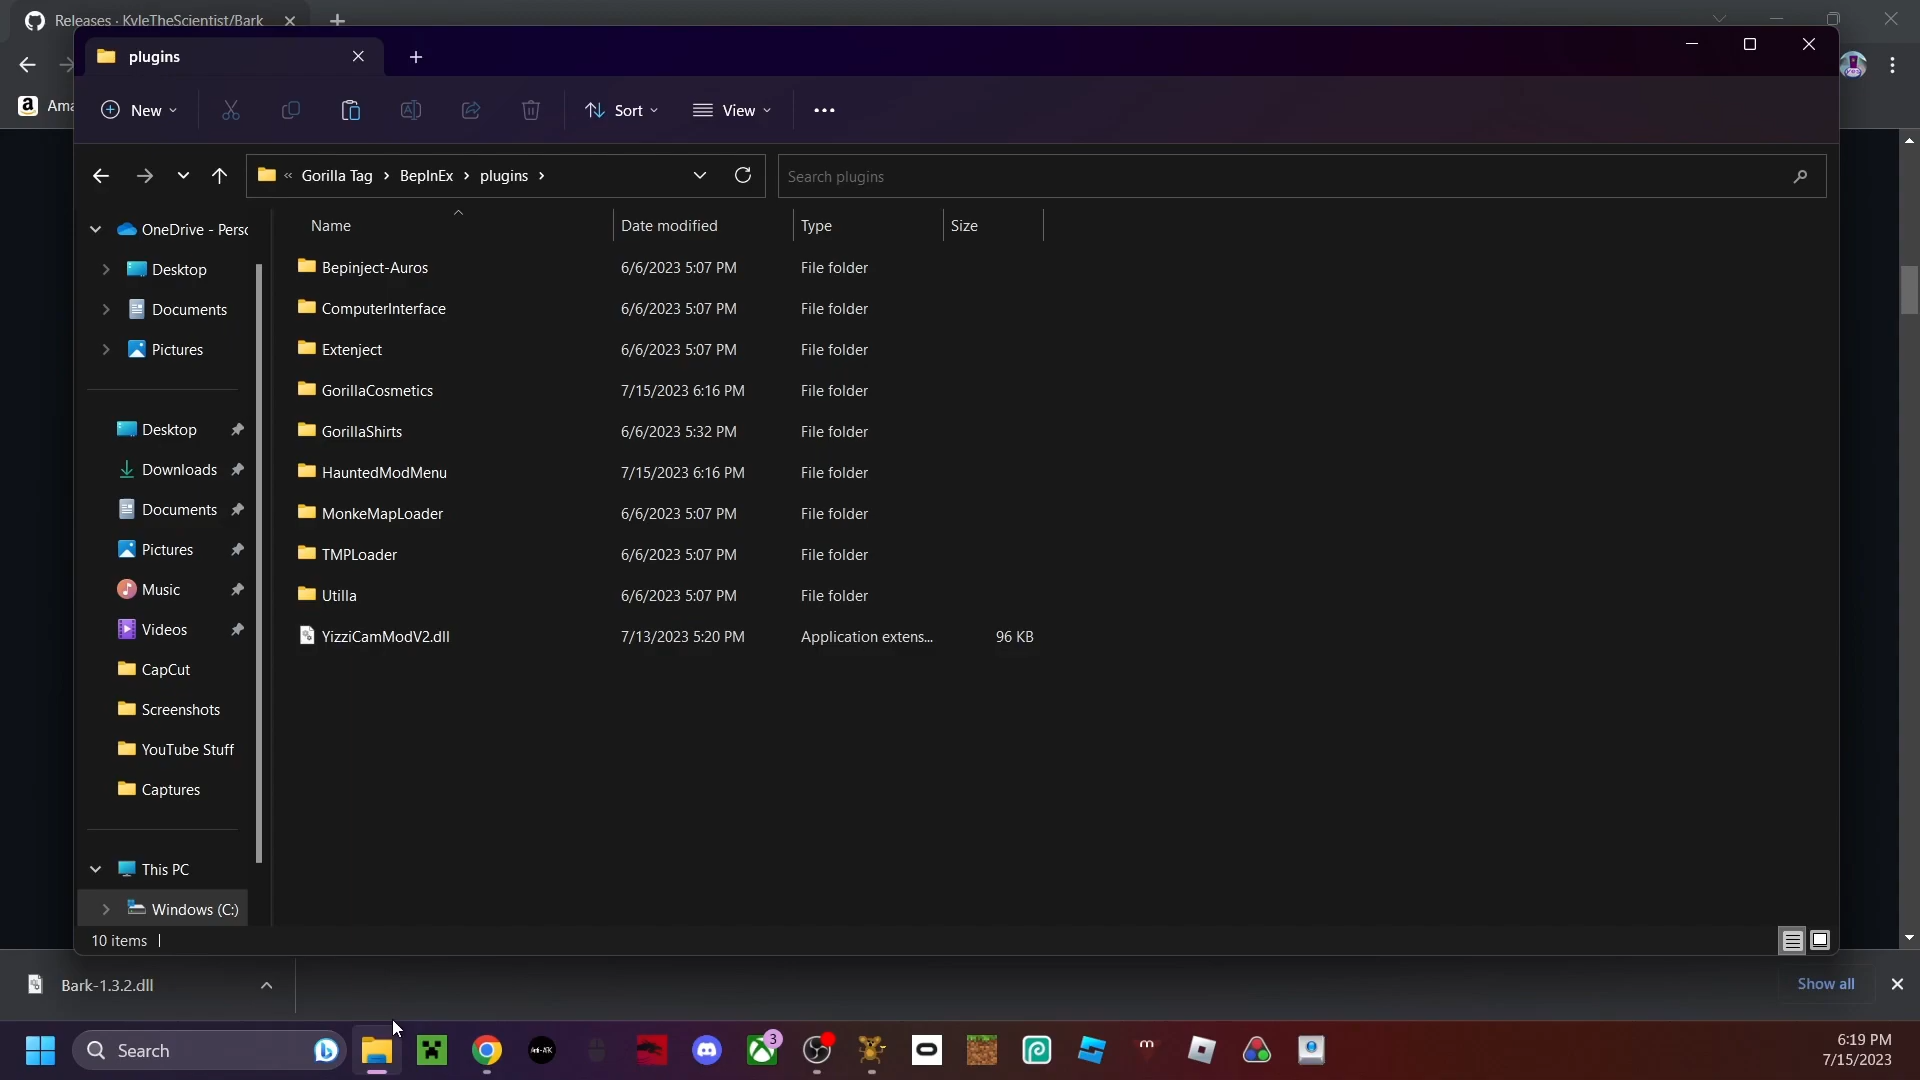 Releases · KyleTheScientist/Bark
plugins
Ama
New
Sort
View
« Gorilla Tag > BepInEx > plugins >
Search plugins
OneDrive - Perso
Desktop
Documents
Pictures
Desktop
Downloads
Documents
Pictures
Music
Videos
CapCut
Screenshots
YouTube Stuff
Captures
This PC
Windows (C:)
Name Date modified Type Size
Bepinject-Auros 6/6/2023 5:07 PM File folder
ComputerInterface 6/6/2023 5:07 PM File folder
Extenject 6/6/2023 5:07 PM File folder
GorillaCosmetics 7/15/2023 6:16 PM File folder
GorillaShirts 6/6/2023 5:32 PM File folder
HauntedModMenu 7/15/2023 6:16 PM File folder
MonkeMapLoader 6/6/2023 5:07 PM File folder
TMPLoader 6/6/2023 5:07 PM File folder
Utilla 6/6/2023 5:07 PM File folder
YizziCamModV2.dll 7/13/2023 5:20 PM Application extens... 96 KB
10 items
Bark-1.3.2.dll
Show all
Search
3
6:19 PM
7/15/2023